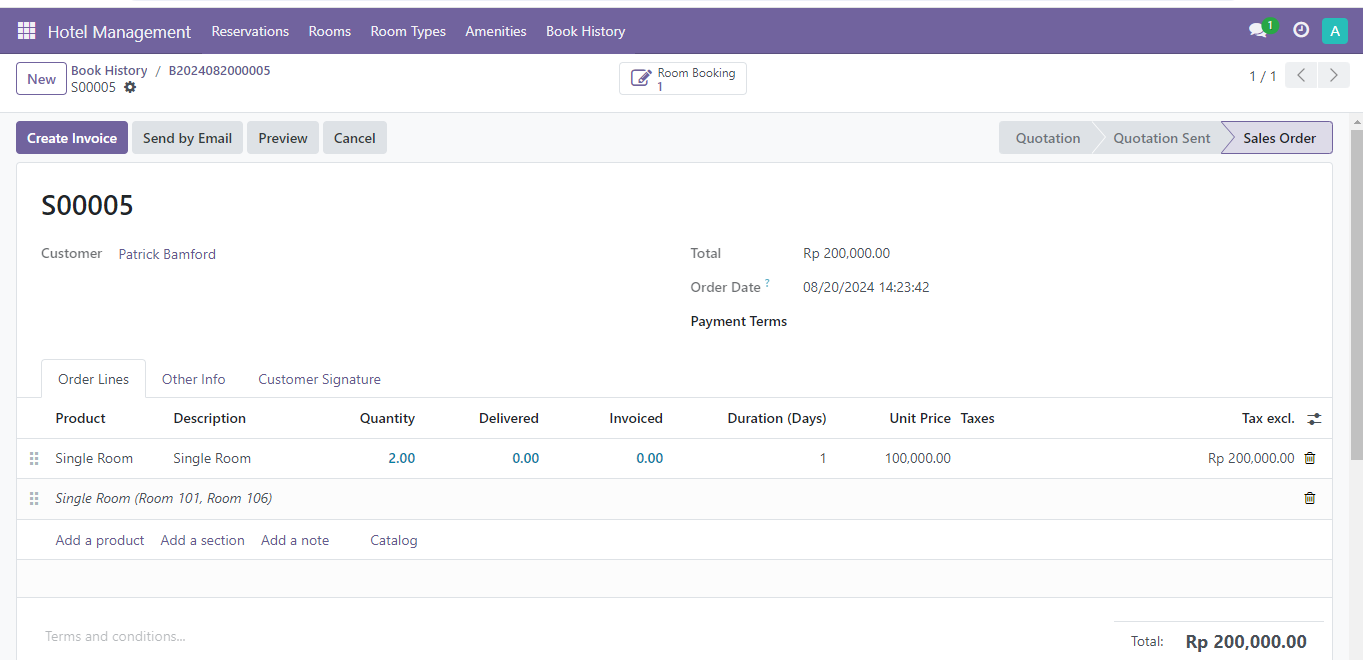 Hotel Management Reservations Rooms Room Types Amenities Book History 1 A
New Book History / B2024082000005 Room Booking 1 / 1
S00005 1
Create Invoice Send by Email Preview Cancel Quotation Quotation Sent Sales Order
S00005
Customer Patrick Bamford Total Rp 200,000.00
Order Date ? 08/20/2024 14:23:42
Payment Terms
Order Lines Other Info Customer Signature
Product Description Quantity Delivered Invoiced Duration (Days) Unit Price Taxes Tax excl.
Single Room Single Room 2.00 0.00 0.00 1 100,000.00 Rp 200,000.00
Single Room (Room 101, Room 106)
Add a product Add a section Add a note Catalog
Terms and conditions... Total: Rp 200,000.00